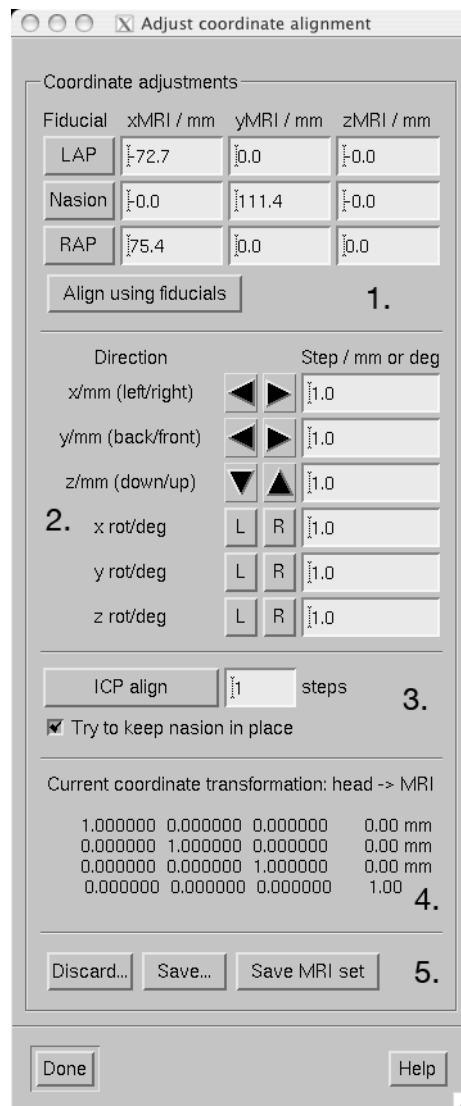 Adjust coordinate alignment
Coordinate adjustments
Fiducial xMRI / mm yMRI / mm zMRI / mm
LAP -72.7 0.0 -0.0
Nasion -0.0 111.4 -0.0
RAP 75.4 0.0 0.0
Align using fiducials 1.
Direction Step / mm or deg
x/mm (left/right) 1.0
y/mm (back/front) 1.0
z/mm (down/up) 1.0
2. x rot/deg L R 1.0
y rot/deg L R 1.0
z rot/deg L R 1.0
ICP align 1 steps 3.
Try to keep nasion in place
Current coordinate transformation: head -> MRI
1.000000 0.000000 0.000000 0.00 mm
0.000000 1.000000 0.000000 0.00 mm
0.000000 0.000000 1.000000 0.00 mm
0.000000 0.000000 0.000000 1.00
4.
Discard... Save... Save MRI set 5.
Done Help